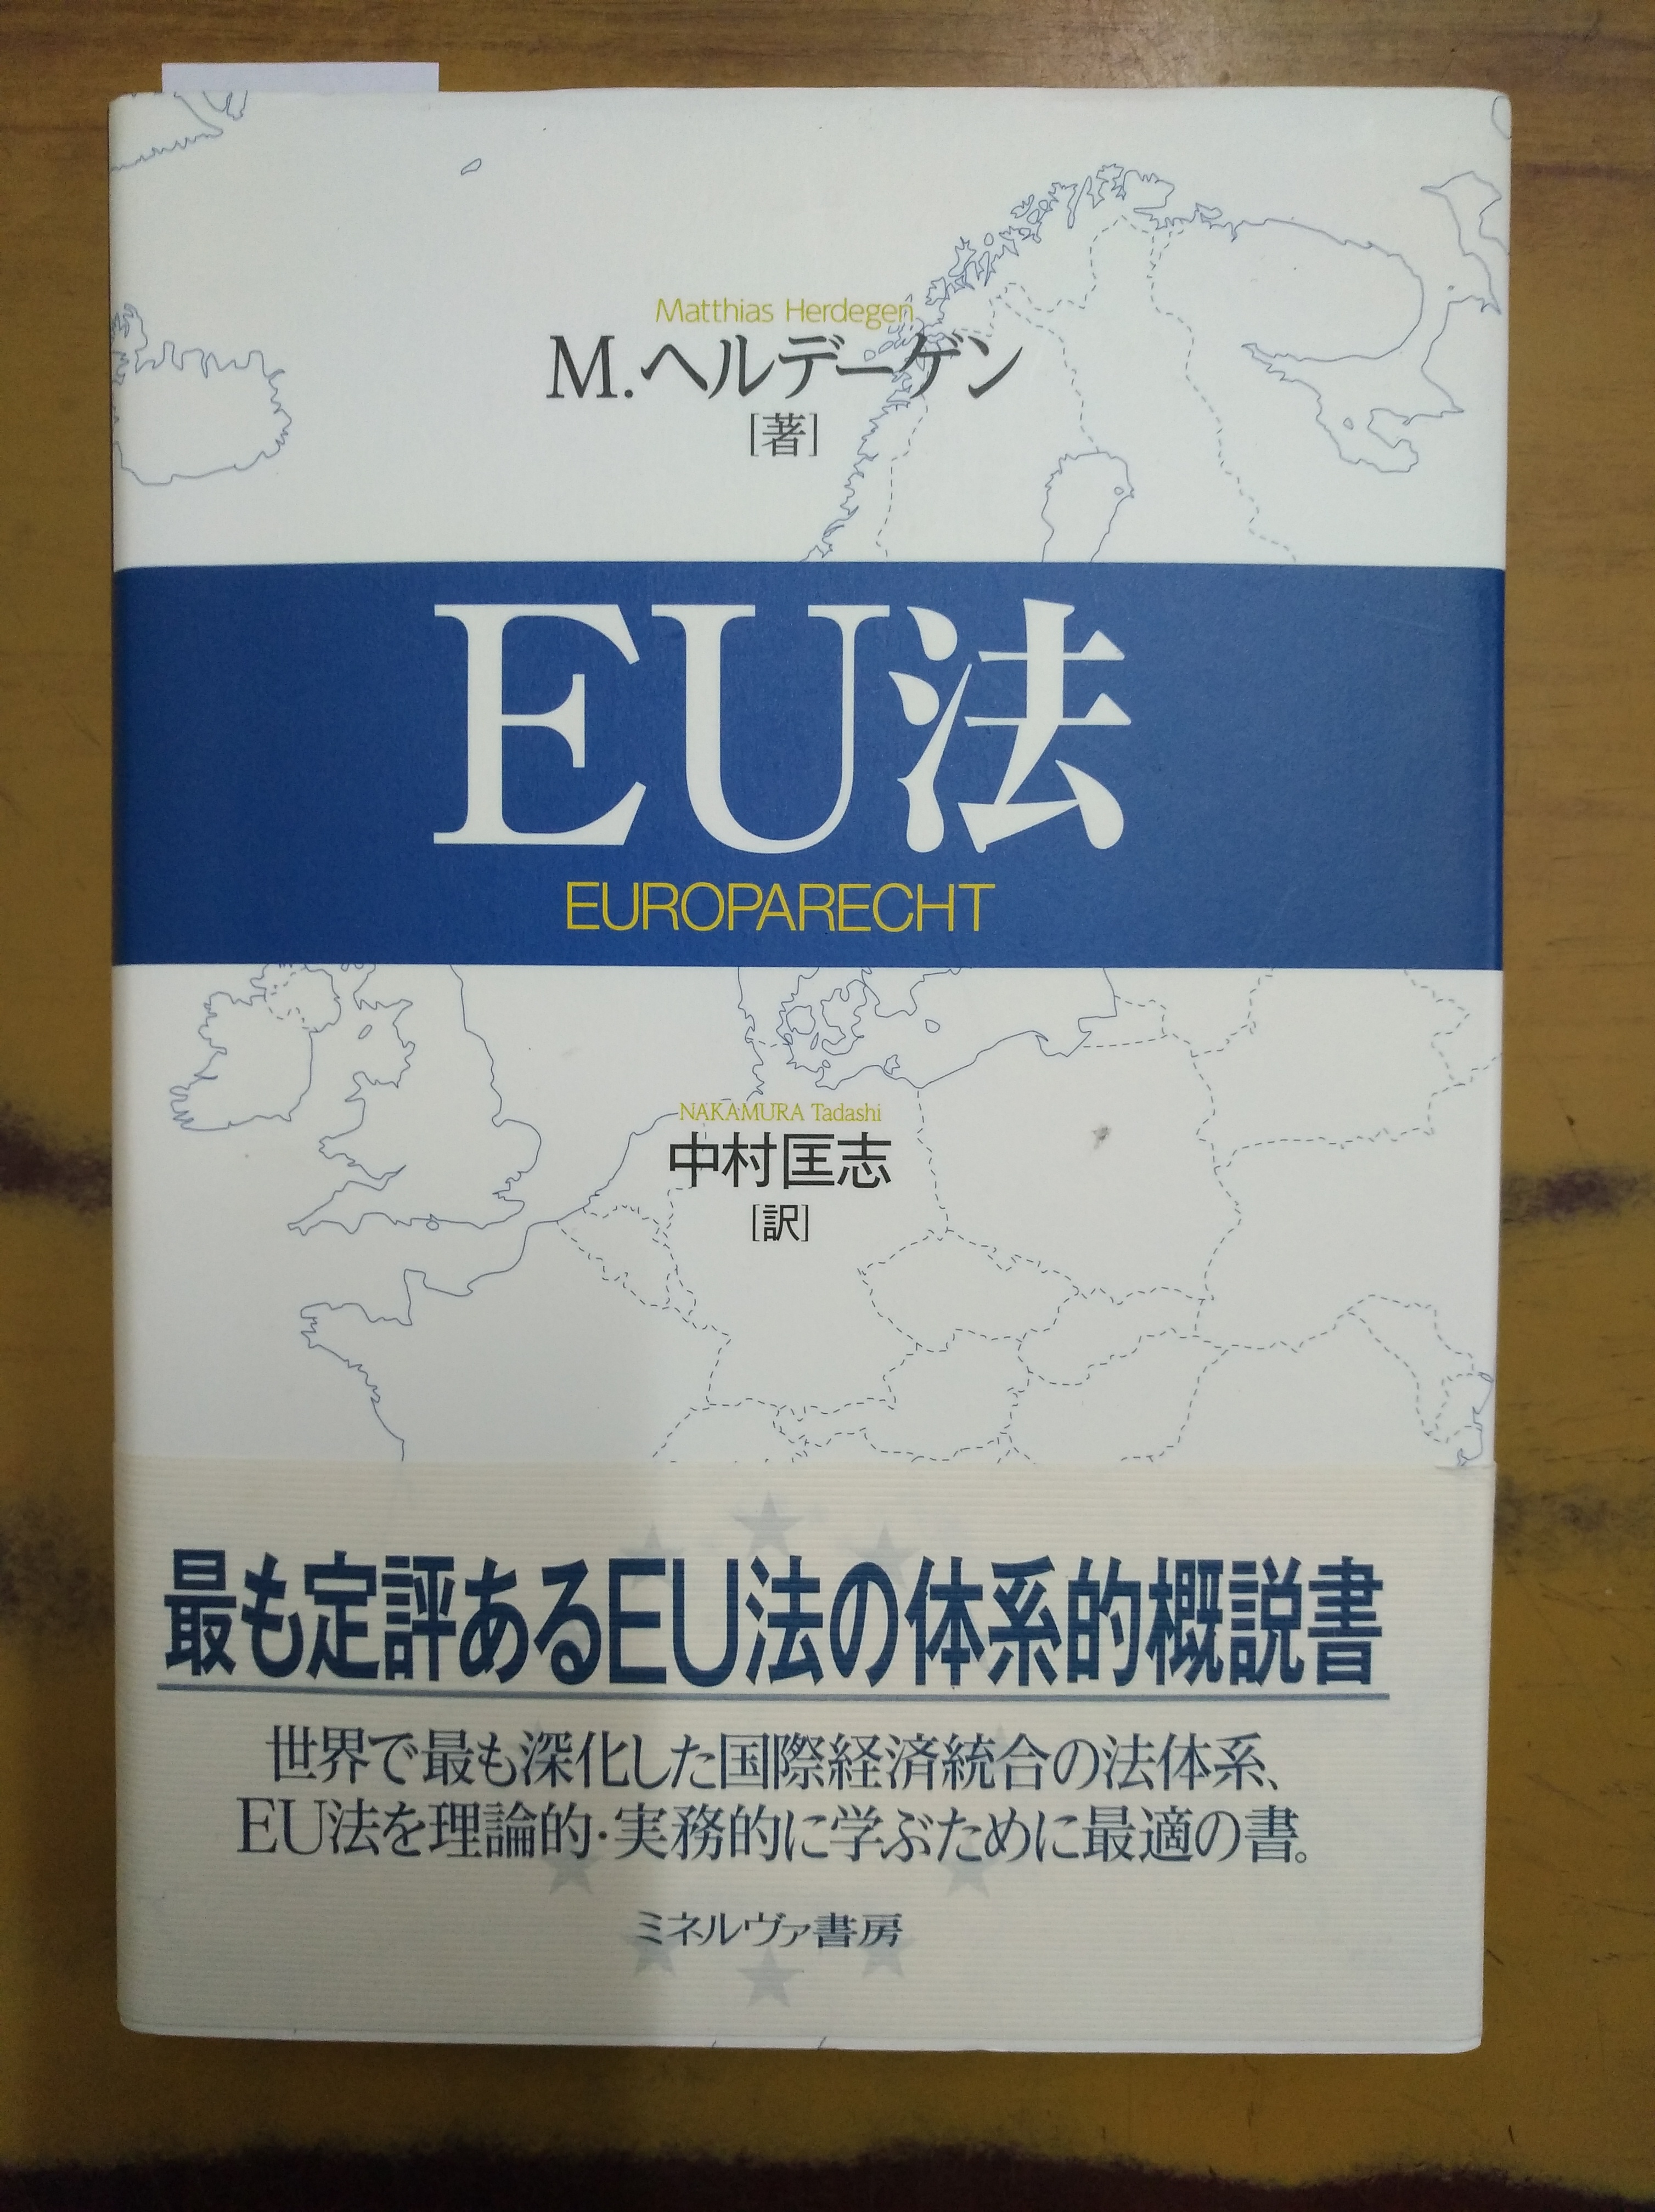 Matthias Herdegen
M.ヘルデーゲン
[著]
EU法
EUROPARECHT
NAKAMURA Tadashi
中村匡志
[訳]
最も定評あるEU法の体系的概説書
世界で最も深化した国際経済統合の法体系、
EU法を理論的・実務的に学ぶために最適の書。
ミネルヴァ書房